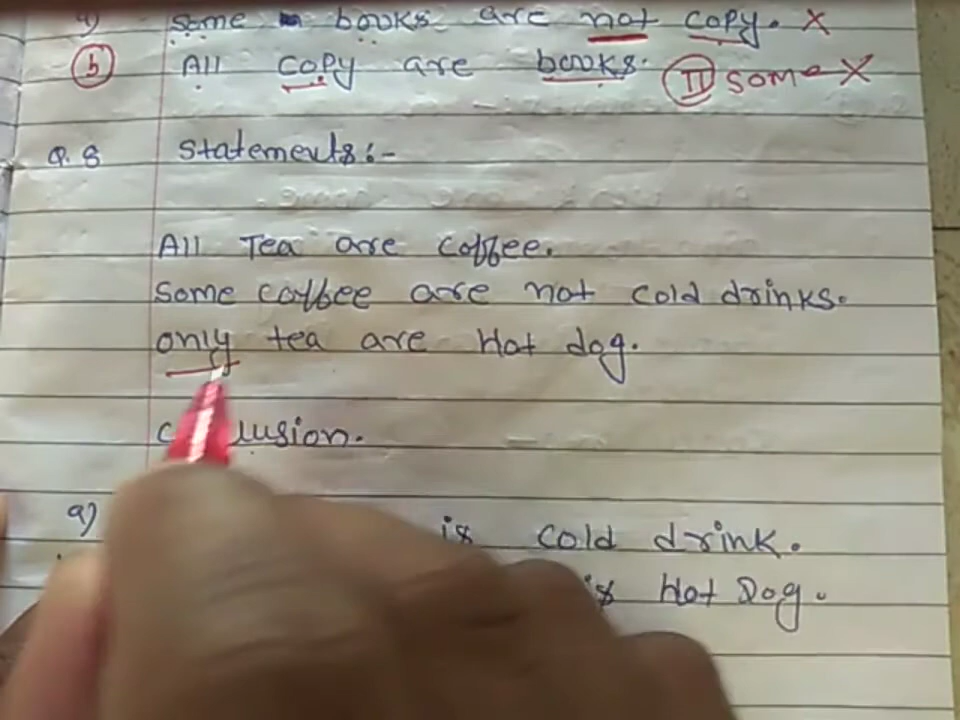 some books are not copy. X
b All copy are books. II some X
Q. 8 Statements:-
All Tea are coffee.
Some coffee are not cold drinks.
only tea are Hot dog.
a) is cold drink.
is Hot Dog.